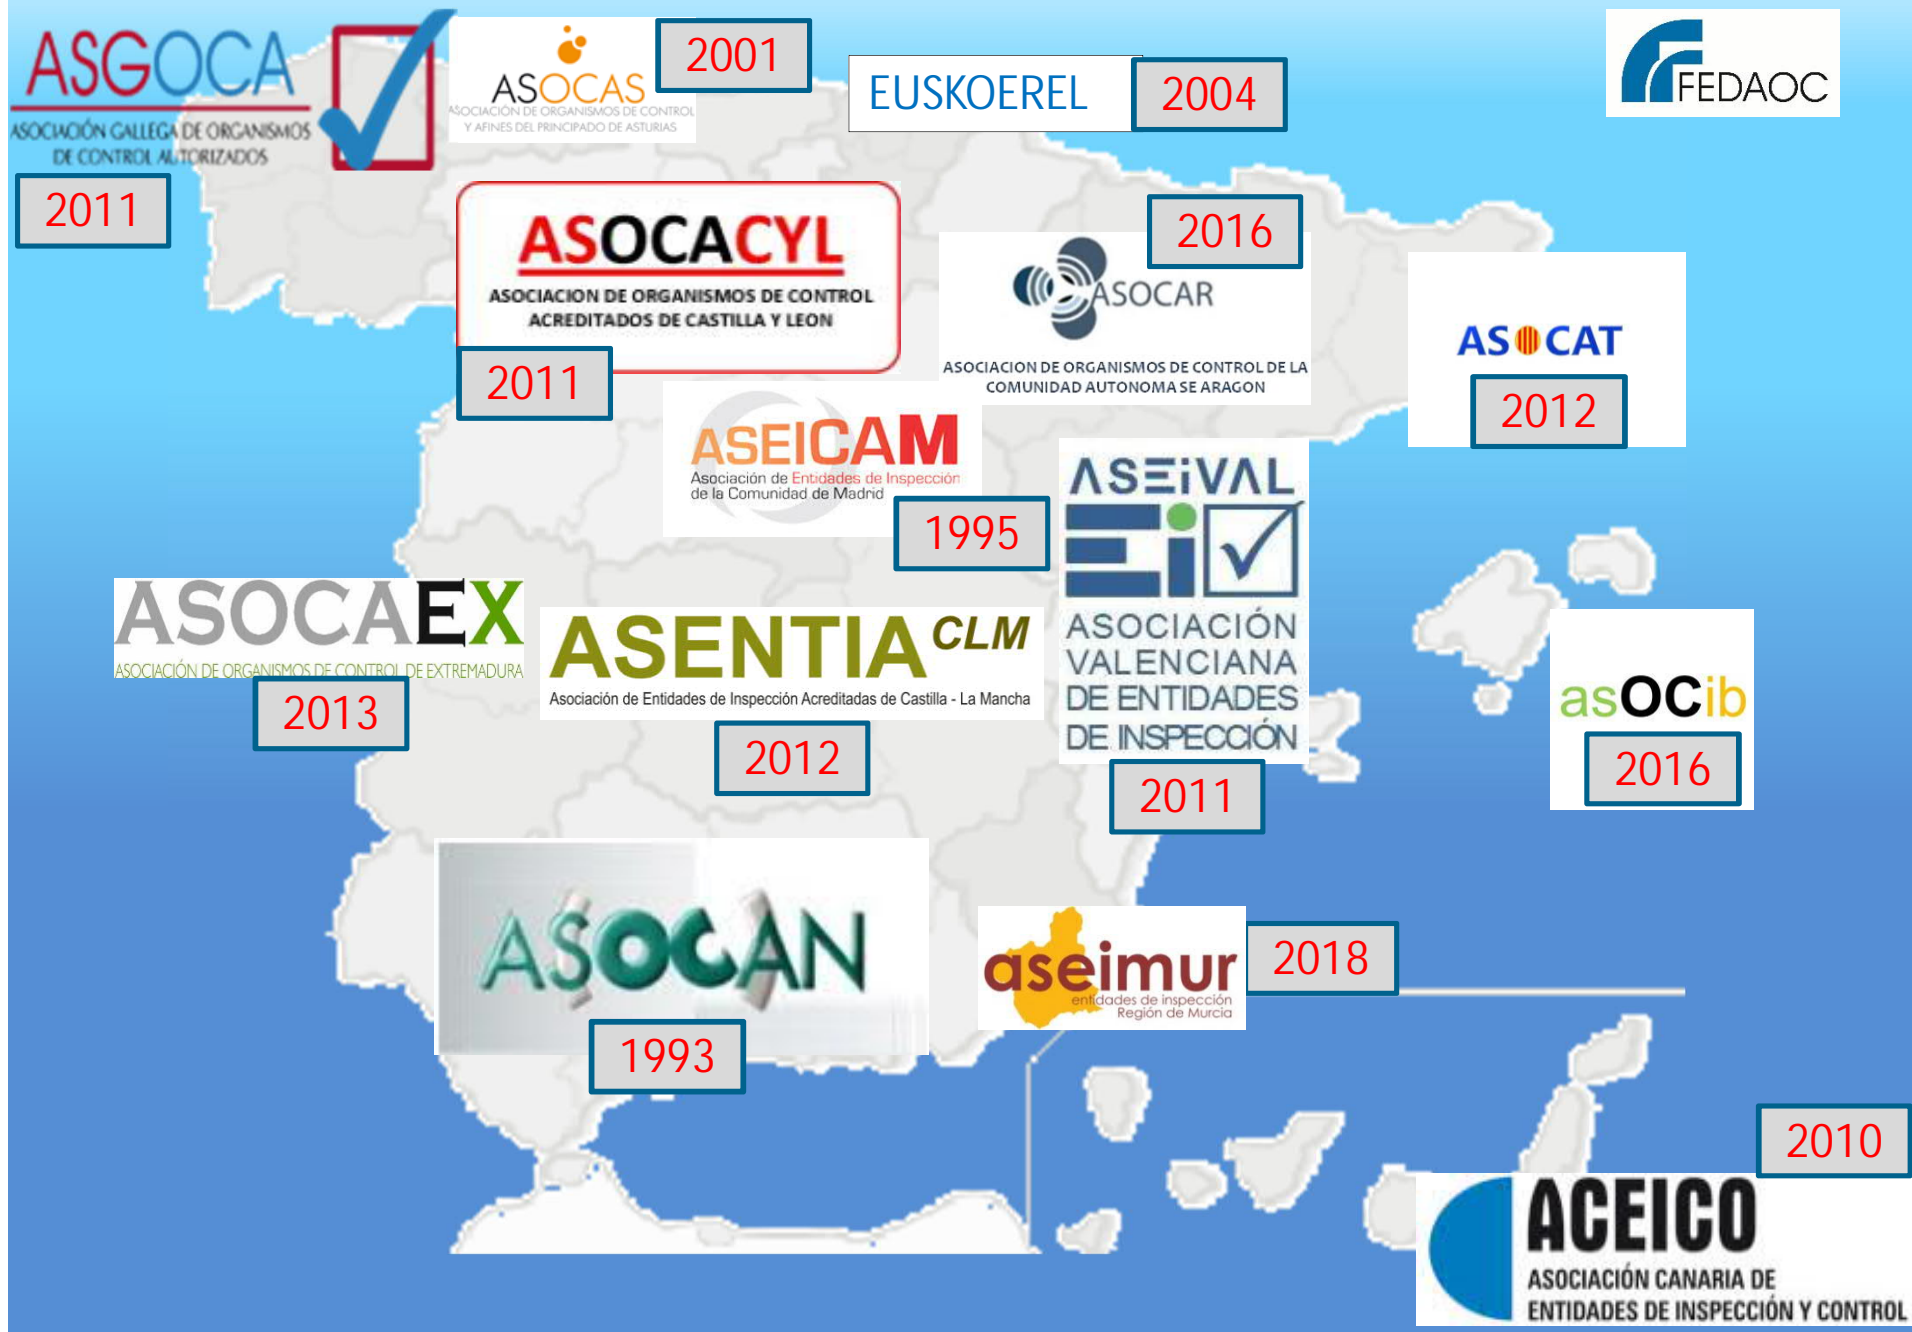 ASGOCA
ASOCIACIÓN GALLEGA DE ORGANISMOS
DE CONTROL AUTORIZADOS
2011
ASOCAS
ASOCIACIÓN DE ORGANISMOS DE CONTROL
Y AFINES DEL PRINCIPADO DE ASTURIAS
2001
EUSKOEREL
2004
FEDAOC
ASOCACYL
ASOCIACION DE ORGANISMOS DE CONTROL
ACREDITADOS DE CASTILLA Y LEON
2011
2016
ASOCAR
ASOCIACION DE ORGANISMOS DE CONTROL DE LA
COMUNIDAD AUTONOMA SE ARAGON
ASOCAT
2012
ASEICAM
Asociación de Entidades de Inspección
de la Comunidad de Madrid
1995
ASEiVAL
Ei
ASOCIACIÓN
VALENCIANA
DE ENTIDADES
DE INSPECCIÓN
2011
ASOCAEX
ASOCIACIÓN DE ORGANISMOS DE CONTROL DE EXTREMADURA
2013
ASENTIA CLM
Asociación de Entidades de Inspección Acreditadas de Castilla - La Mancha
2012
asOCib
2016
ASOCAN
1993
aseimur
entidades de inspección
Región de Murcia
2018
2010
ACEICO
ASOCIACIÓN CANARIA DE
ENTIDADES DE INSPECCIÓN Y CONTROL